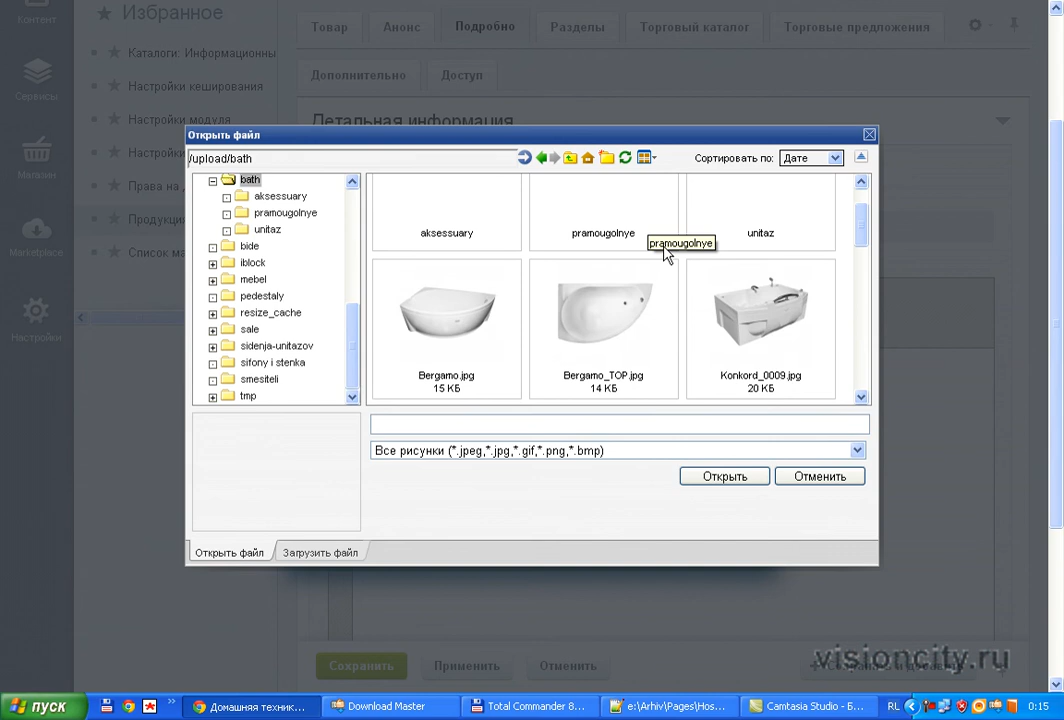 Контент
Избранное
Товар
Анонс
Подробно
Разделы
Торговый каталог
Торговые предложения
Каталоги: Информационны
Дополнительно
Доступ
Сервисы
Настройки кеширования
Настройки модуля
Детальная информация
Открыть файл
Настройки
/upload/bath
Сортировать по:
Дате
Магазин
Права на
Продукция
Marketplace
Список
Настройки
bath
aksessuary
pramougolnye
unitaz
bide
iblock
mebel
pedestaly
resize_cache
sale
sidenja-unitazov
sifony i stenka
smesiteli
tmp
aksessuary
pramougolnye
unitaz
pramougolnye
Bergamo.jpg
15 КБ
Bergamo_TOP.jpg
14 КБ
Konkord_0009.jpg
20 КБ
Все рисунки (*.jpeg,*.jpg,*.gif,*.png,*.bmp)
Открыть
Отменить
Открыть файл
Загрузить файл
Сохранить
Применить
Отменить
visioncity.ru
пуск
Домашняя техник...
Download Master
Total Commander 8...
e:\Arhiv\Pages\Hos...
Camtasia Studio - Б...
RL
0:15